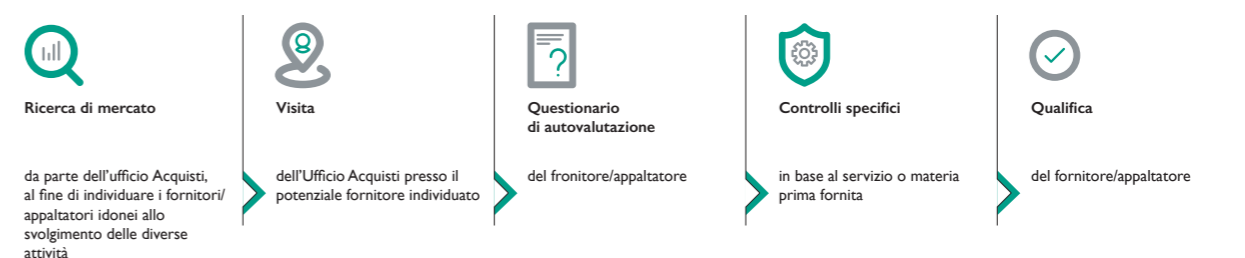 Ricerca di mercato
da parte dell'ufficio Acquisti,
al fine di individuare i fornitori/
appaltatori idonei allo
svolgimento delle diverse
attività
Visita
dell'Ufficio Acquisti presso il
potenziale fornitore individuato
?
Questionario
di autovalutazione
del fronitore/appaltatore
Controlli specifici
in base al servizio o materia
prima fornita
Qualifica
del fornitore/appaltatore